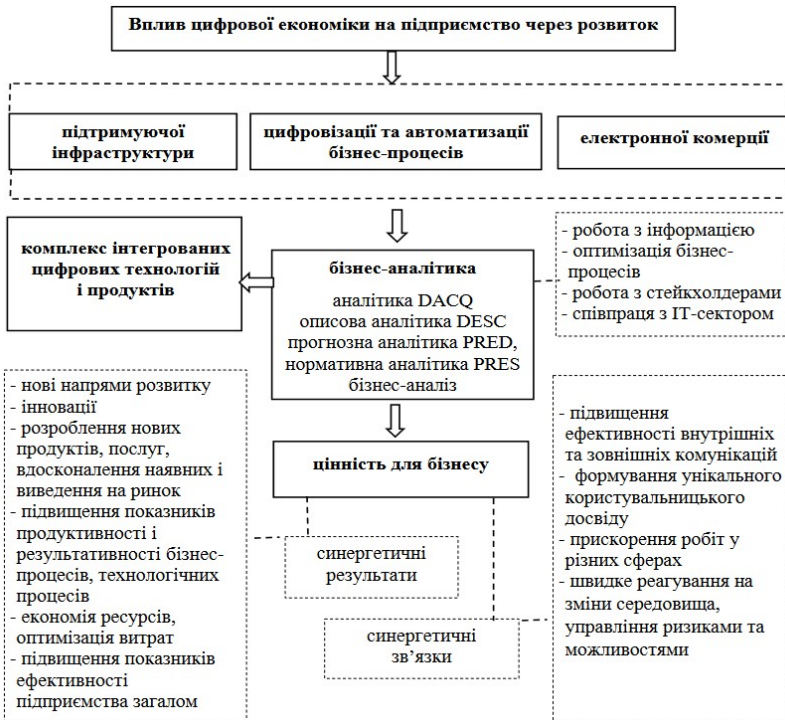 Вплив цифрової економіки на підприємство через розвиток
підтримуючої
інфраструктури
цифровізації та автоматизації
бізнес-процесів
електронної комерції
комплекс інтегрованих
цифрових технологій
і продуктів
бізнес-аналітика
аналітика DACQ
описова аналітика DESC
прогнозна аналітика PRED,
нормативна аналітика PRES
бізнес-аналіз
- робота з інформацією
- оптимізація бізнес-
процесів
- робота з стейкхолдерами
- співпраця з ІТ-сектором
- нові напрями розвитку
- інновації
- розроблення нових
продуктів, послуг,
вдосконалення наявних і
виведення на ринок
- підвищення показників
продуктивності і
результативності бізнес-
процесів, технологічних
процесів
- економія ресурсів,
оптимізація витрат
- підвищення показників
ефективності
підприємства загалом
цінність для бізнесу
синергетичні
результати
синергетичні
зв’язки
- підвищення
ефективності внутрішніх
та зовнішніх комунікацій
- формування унікального
користувальницького
досвіду
- прискорення робіт у
різних сферах
- швидке реагування на
зміни середовища,
управління ризиками та
можливостями